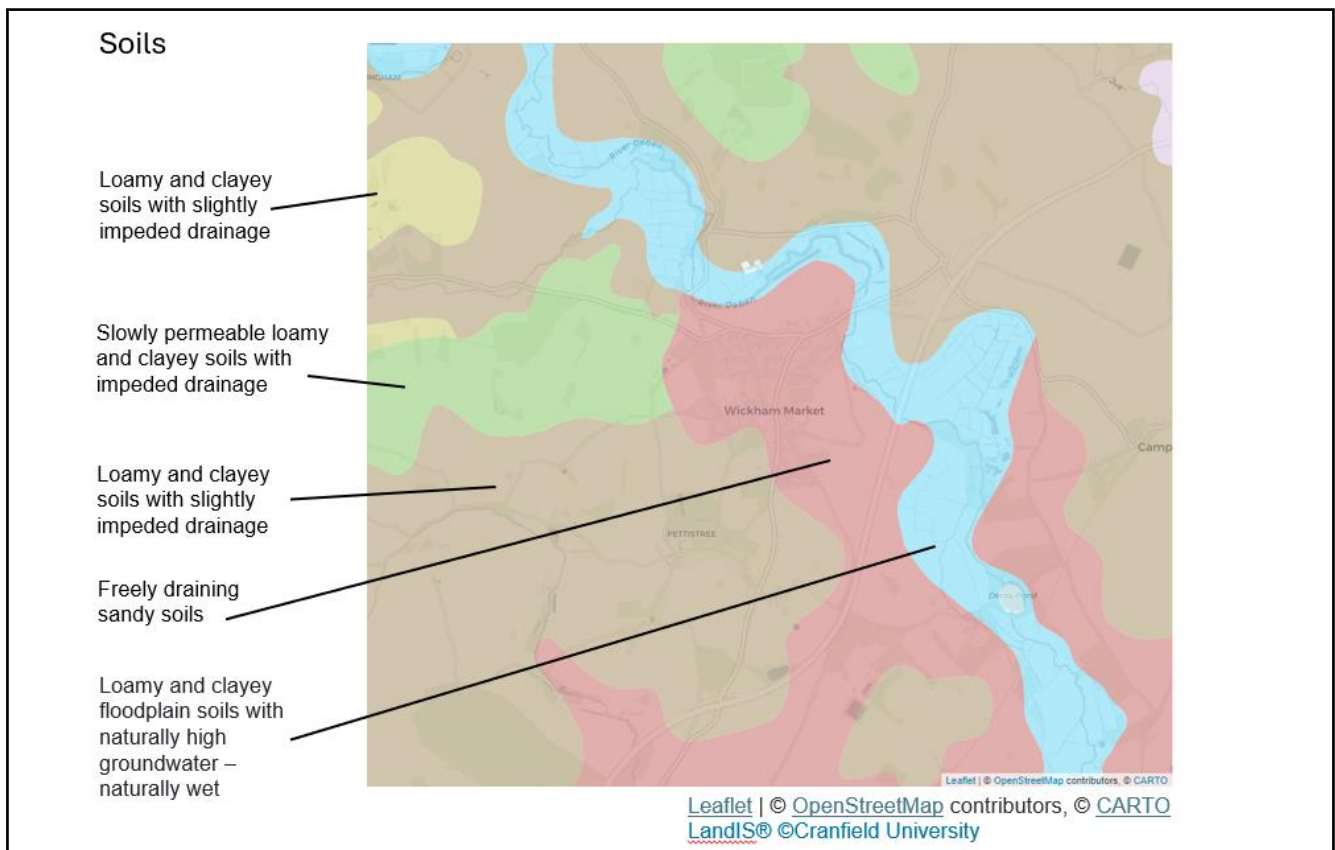 Soils
INGHAM
River Deben
Loamy and clayey
soils with slightly
impeded drainage
River Deben
Slowly permeable loamy
and clayey soils with
impeded drainage
Wickham Market
Camp
Loamy and clayey
soils with slightly
impeded drainage
PETTISTREE
Freely draining
sandy soils
Loamy and clayey
floodplain soils with
naturally high
groundwater –
naturally wet
Leaflet | © OpenStreetMap contributors, © CARTO
Leaflet | © OpenStreetMap contributors, © CARTO
LandIS® ©Cranfield University